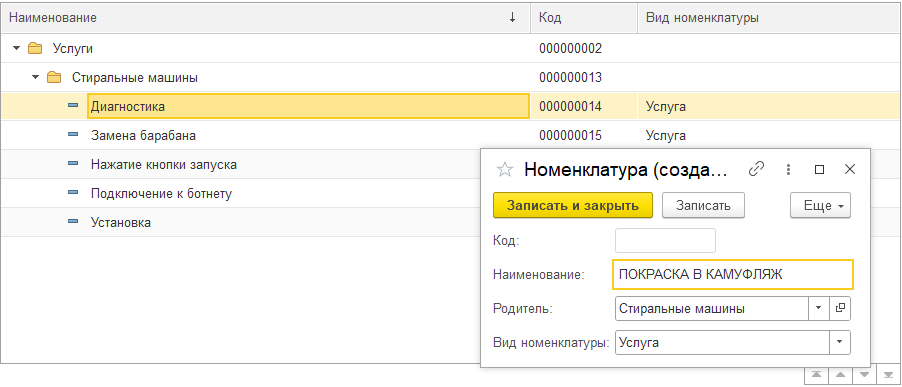 Наименование ↓ Код Вид номенклатуры
Услуги 000000002
Стиральные машины 000000013
Диагностика 000000014 Услуга
Замена барабана 000000015 Услуга
Нажатие кнопки запуска
Подключение к ботнету
Установка
Номенклатура (созда...
Записать и закрыть Записать Еще
Код:
Наименование: ПОКРАСКА В КАМУФЛЯЖ
Родитель: Стиральные машины
Вид номенклатуры: Услуга